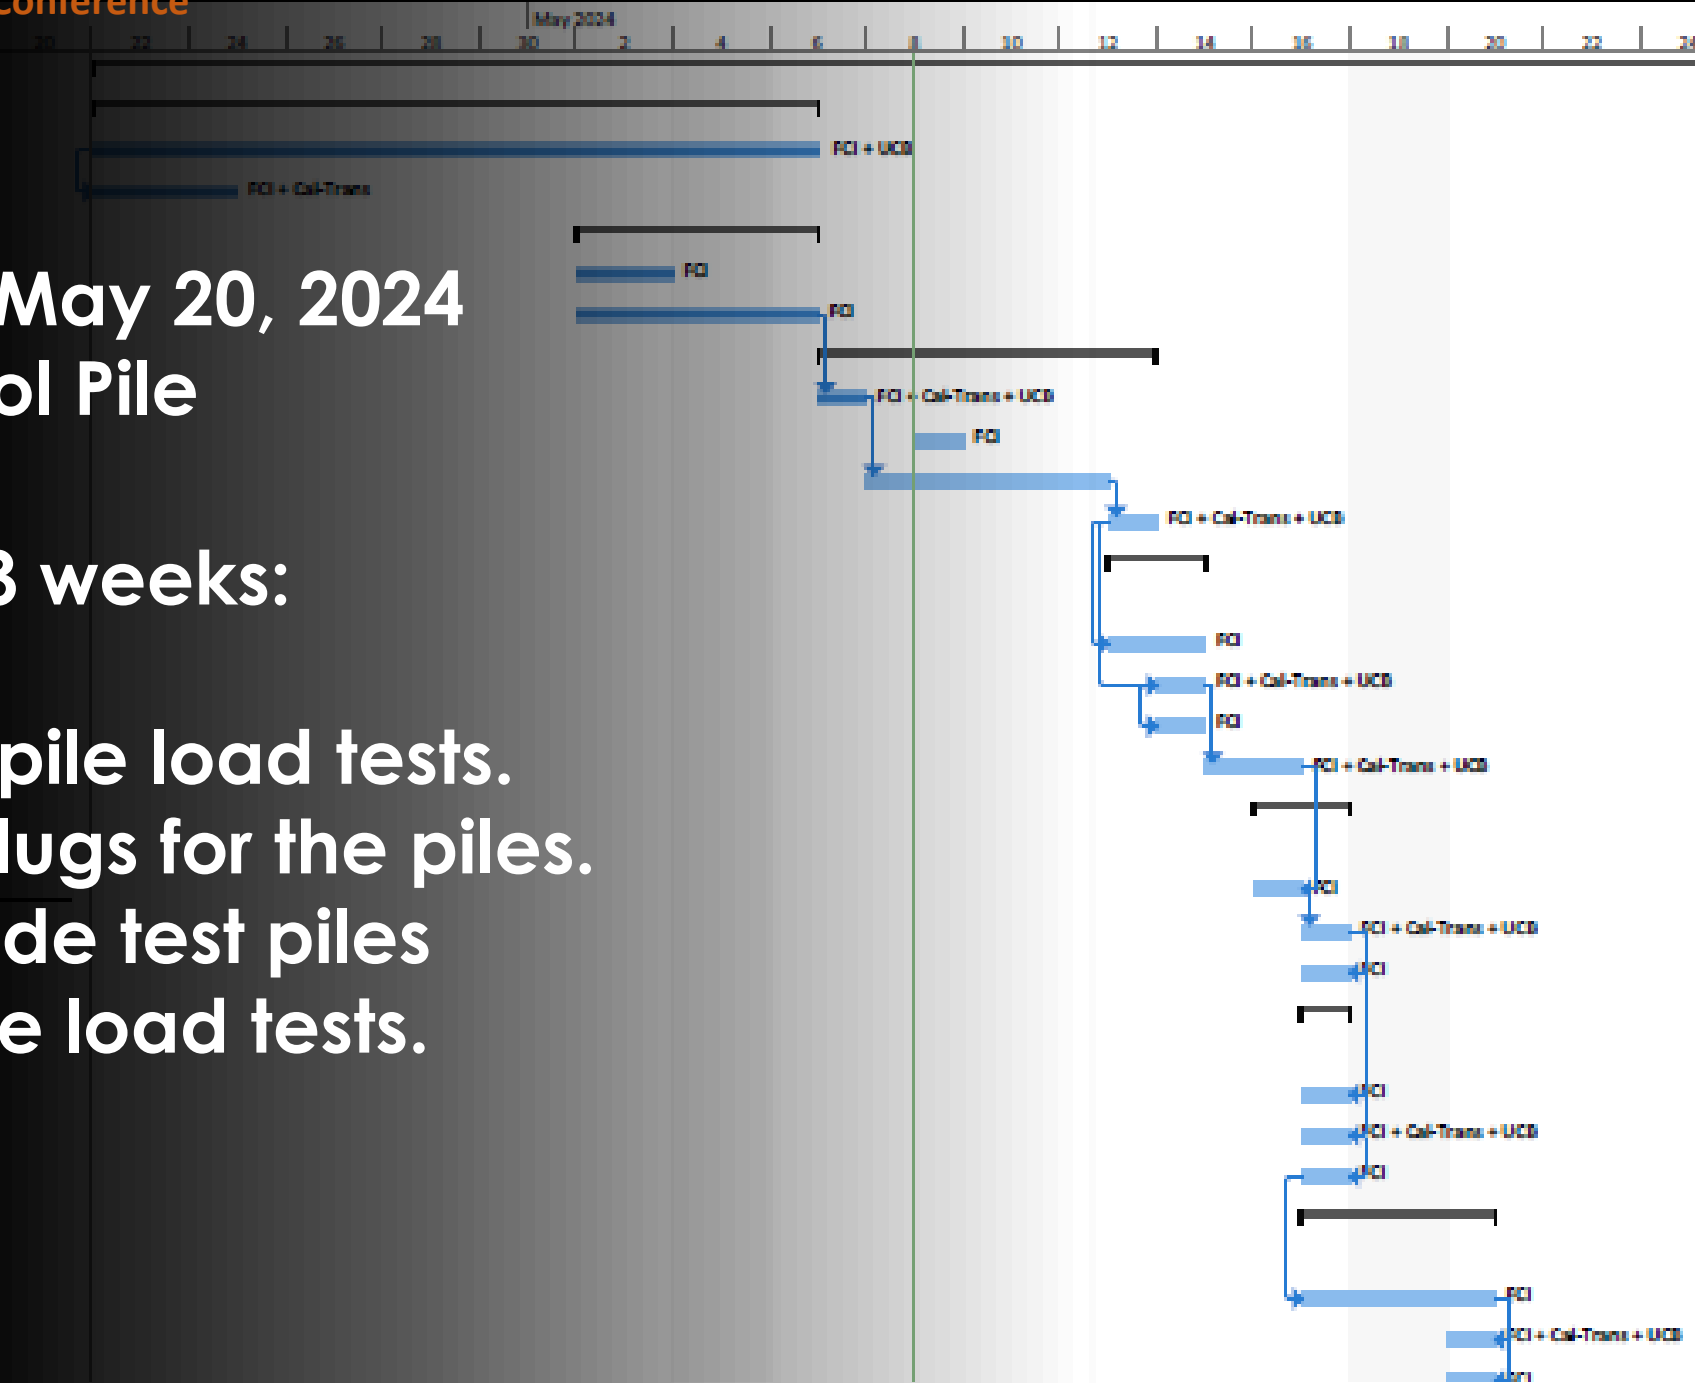 Conference
May 2024
20 22 24 26 28 30 2 4 6 8 10 12 14 16 18 20 22 24
FCI + UCB
FCI + Cal-Trans
FCI
May 20, 2024
FCI
ol Pile
FCI + Cal-Trans + UCB
FCI
FCI + Cal-Trans + UCB
3 weeks:
FCI
FCI + Cal-Trans + UCB
FCI
pile load tests.
FCI + Cal-Trans + UCB
lugs for the piles.
FCI
de test piles
FCI + Cal-Trans + UCB
FCI
e load tests.
FCI
FCI + Cal-Trans + UCB
FCI
FCI
FCI + Cal-Trans + UCB
FCI